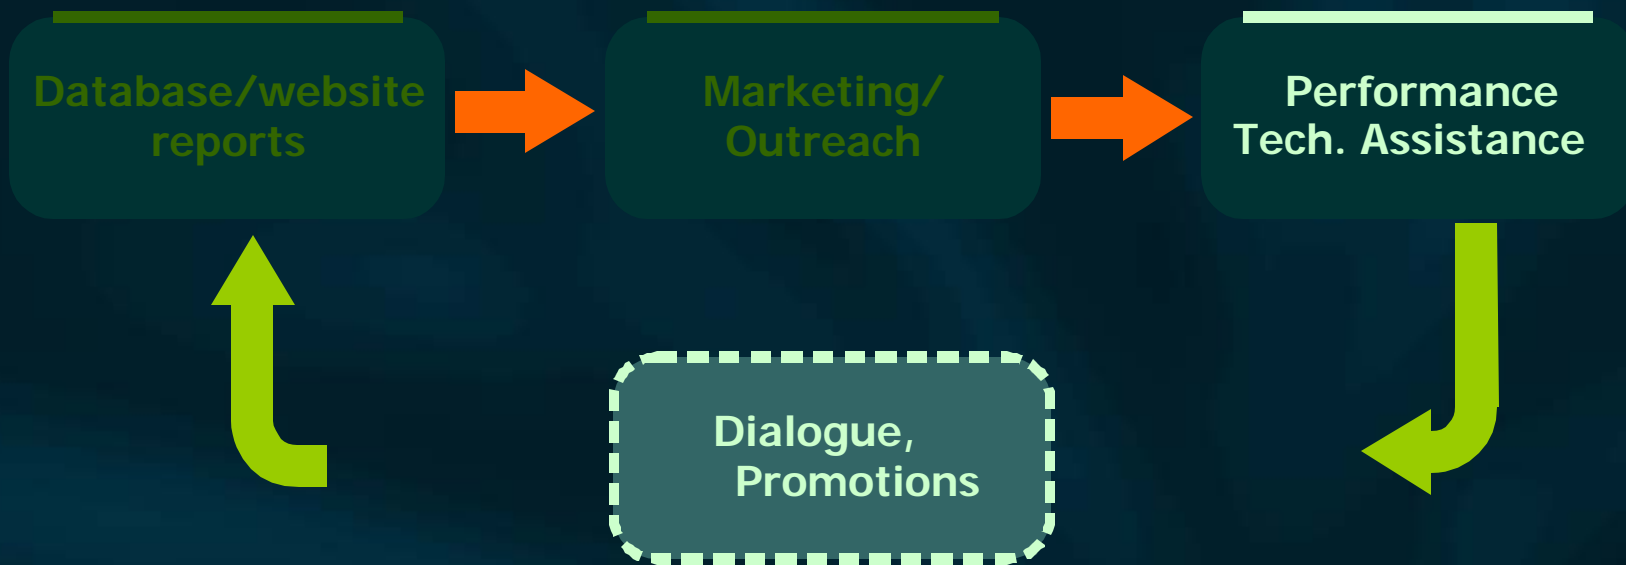 Database/website
reports
Marketing/
Outreach
Performance
Tech. Assistance
Dialogue,
Promotions